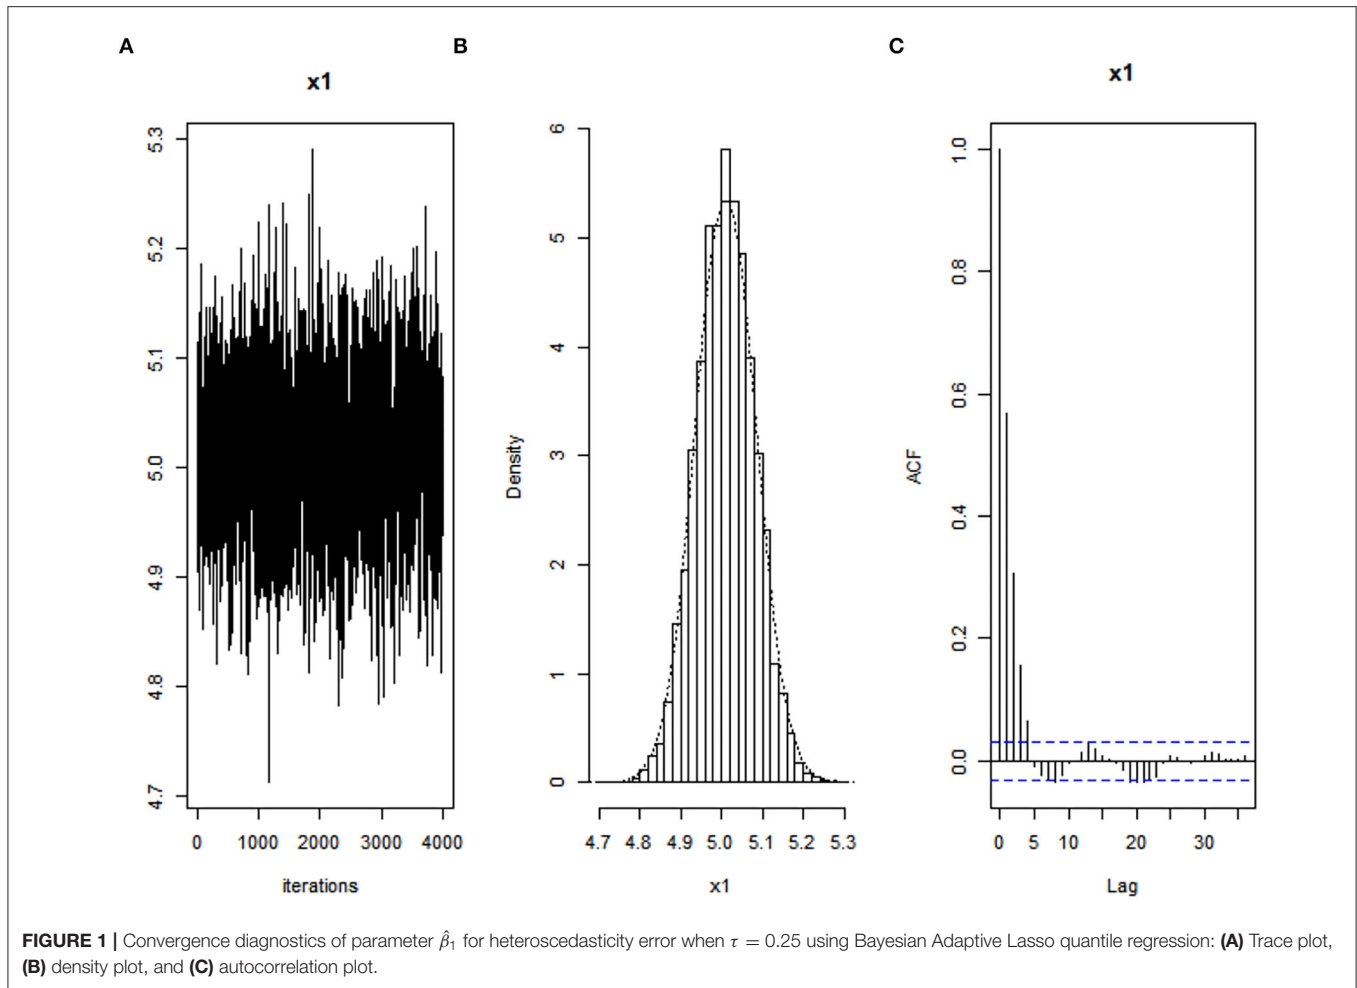 A
B
C
x1
5.3
5.2
5.1
5.0
4.9
4.8
4.7
0 1000 2000 3000 4000
iterations
6
5
4
3
2
1
0
Density
4.7 4.8 4.9 5.0 5.1 5.2 5.3
x1
x1
1.0
0.8
0.6
0.4
0.2
0.0
ACF
0 5 10 20 30
Lag
FIGURE 1 | Convergence diagnostics of parameter β̂₁ for heteroscedasticity error when τ = 0.25 using Bayesian Adaptive Lasso quantile regression: (A) Trace plot,
(B) density plot, and (C) autocorrelation plot.